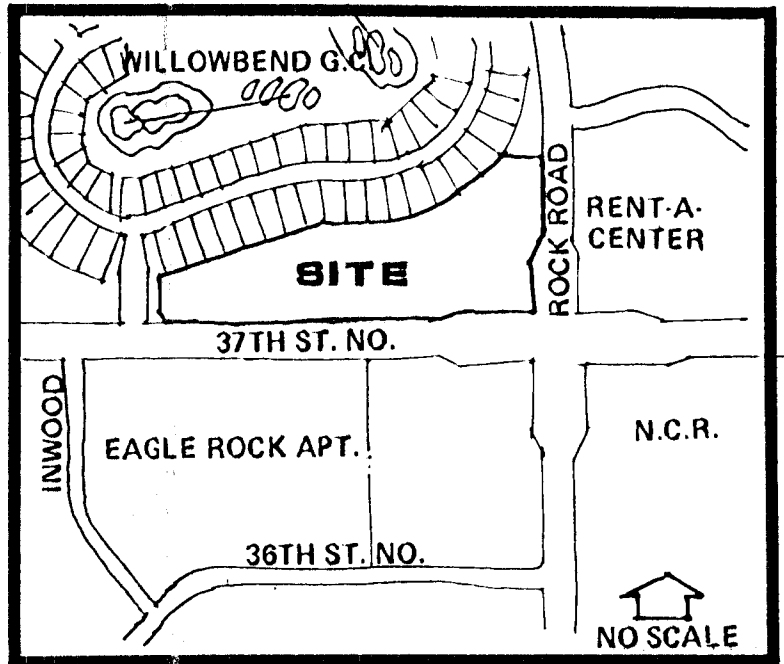 WILLOWBEND G.C.
ROCK ROAD
RENT-A-
CENTER
SITE
37TH ST. NO.
INWOOD
EAGLE ROCK APT.
N.C.R.
36TH ST. NO.
NO SCALE